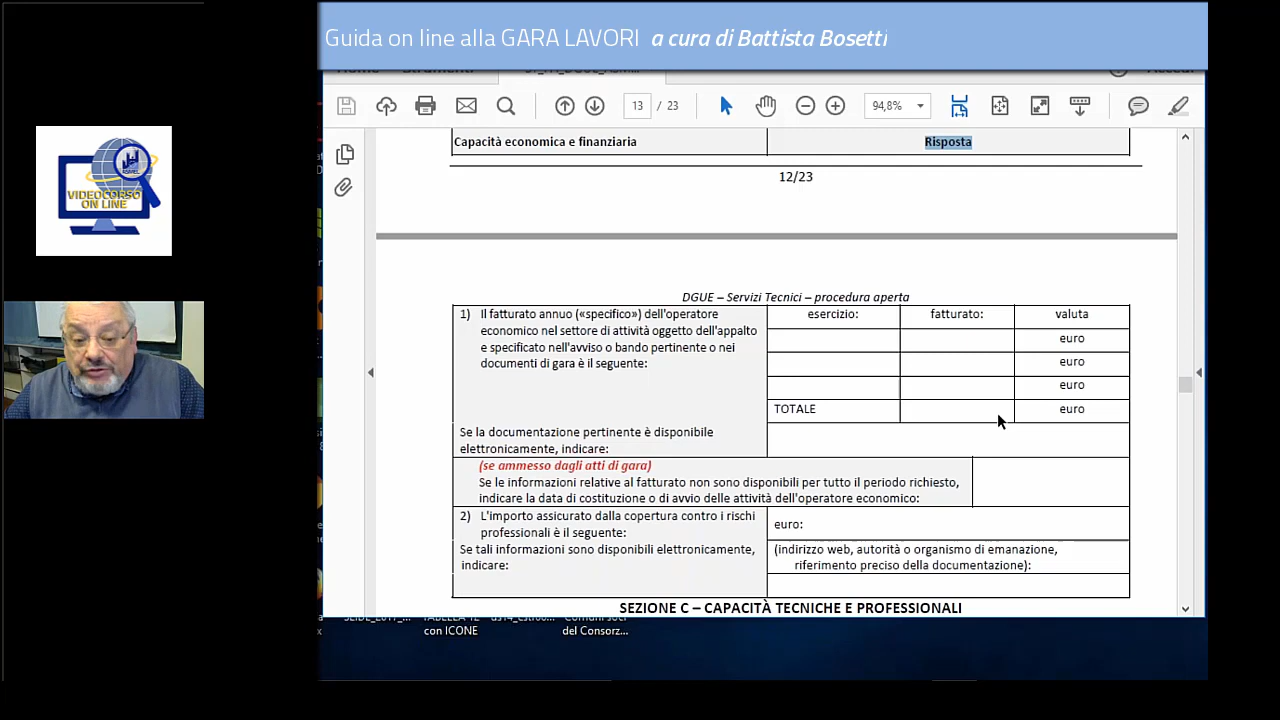 Guida on line alla GARA LAVORI a cura di Battista Bosetti
13 / 23
94,8%
Capacità economica e finanziaria
Risposta
12/23
VIDEOCORSO
ON LINE
DGUE – Servizi Tecnici – procedura aperta
1) Il fatturato annuo («specifico») dell'operatore
economico nel settore di attività oggetto dell'appalto
e specificato nell'avviso o bando pertinente o nei
documenti di gara è il seguente:
esercizio: fatturato: valuta
euro
euro
euro
TOTALE euro
Se la documentazione pertinente è disponibile
elettronicamente, indicare:
(se ammesso dagli atti di gara)
Se le informazioni relative al fatturato non sono disponibili per tutto il periodo richiesto,
indicare la data di costituzione o di avvio delle attività dell'operatore economico:
2) L'importo assicurato dalla copertura contro i rischi
professionali è il seguente:
euro:
Se tali informazioni sono disponibili elettronicamente,
indicare:
(indirizzo web, autorità o organismo di emanazione,
riferimento preciso della documentazione):
SEZIONE C – CAPACITÀ TECNICHE E PROFESSIONALI
con ICONE
del Consorz...